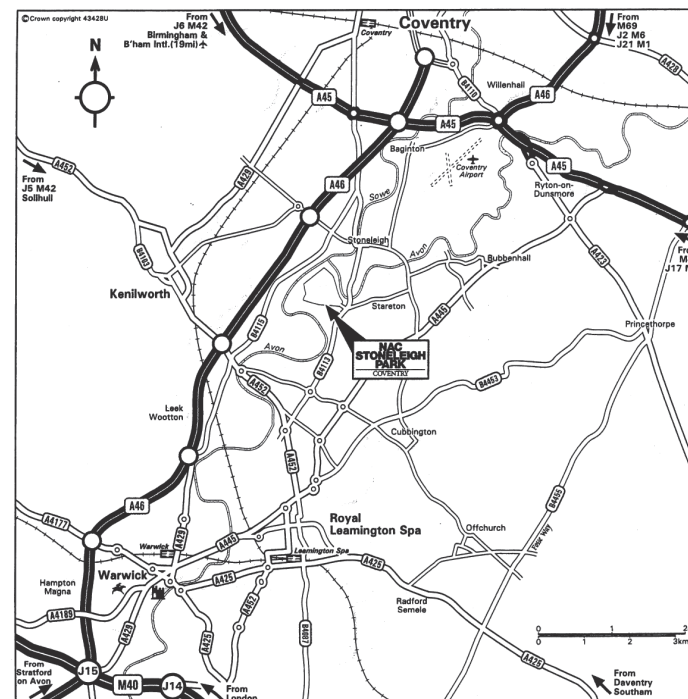 ©Crown copyright 43428U
From
J6 M42
Birmingham &
B'ham Intl.(19mi)
Coventry
Coventry
From
M69
J2 M6
J21 M1
A428
N
Willenhall
B4110
A46
A45
A45
A45
Baginton
Coventry
Airport
Ryton-on-
Dunsmore
A452
From
J5 M42
Solihull
A429
A46
Sowe
Stoneleigh
Avon
Bubbenhall
A423
J17 M
B4103
Kenilworth
Stareton
A445
B4115
Avon
B4113
NAC
STONELEIGH
PARK
COVENTRY
Princethorpe
A452
B4453
Leek
Wootton
Cubbington
A452
B4455
Fosse Way
A46
A4177
A429
Royal
Leamington Spa
Offchurch
A445
Warwick
Leamington Spa
A425
Warwick
A425
Hampton
Magna
Radford
Semele
A4189
A429
A425
A452
B4087
0
1
2
0
3km
A425
From
Stratford
on Avon
J15
M40
J14
From
London
From
Daventry
Southam